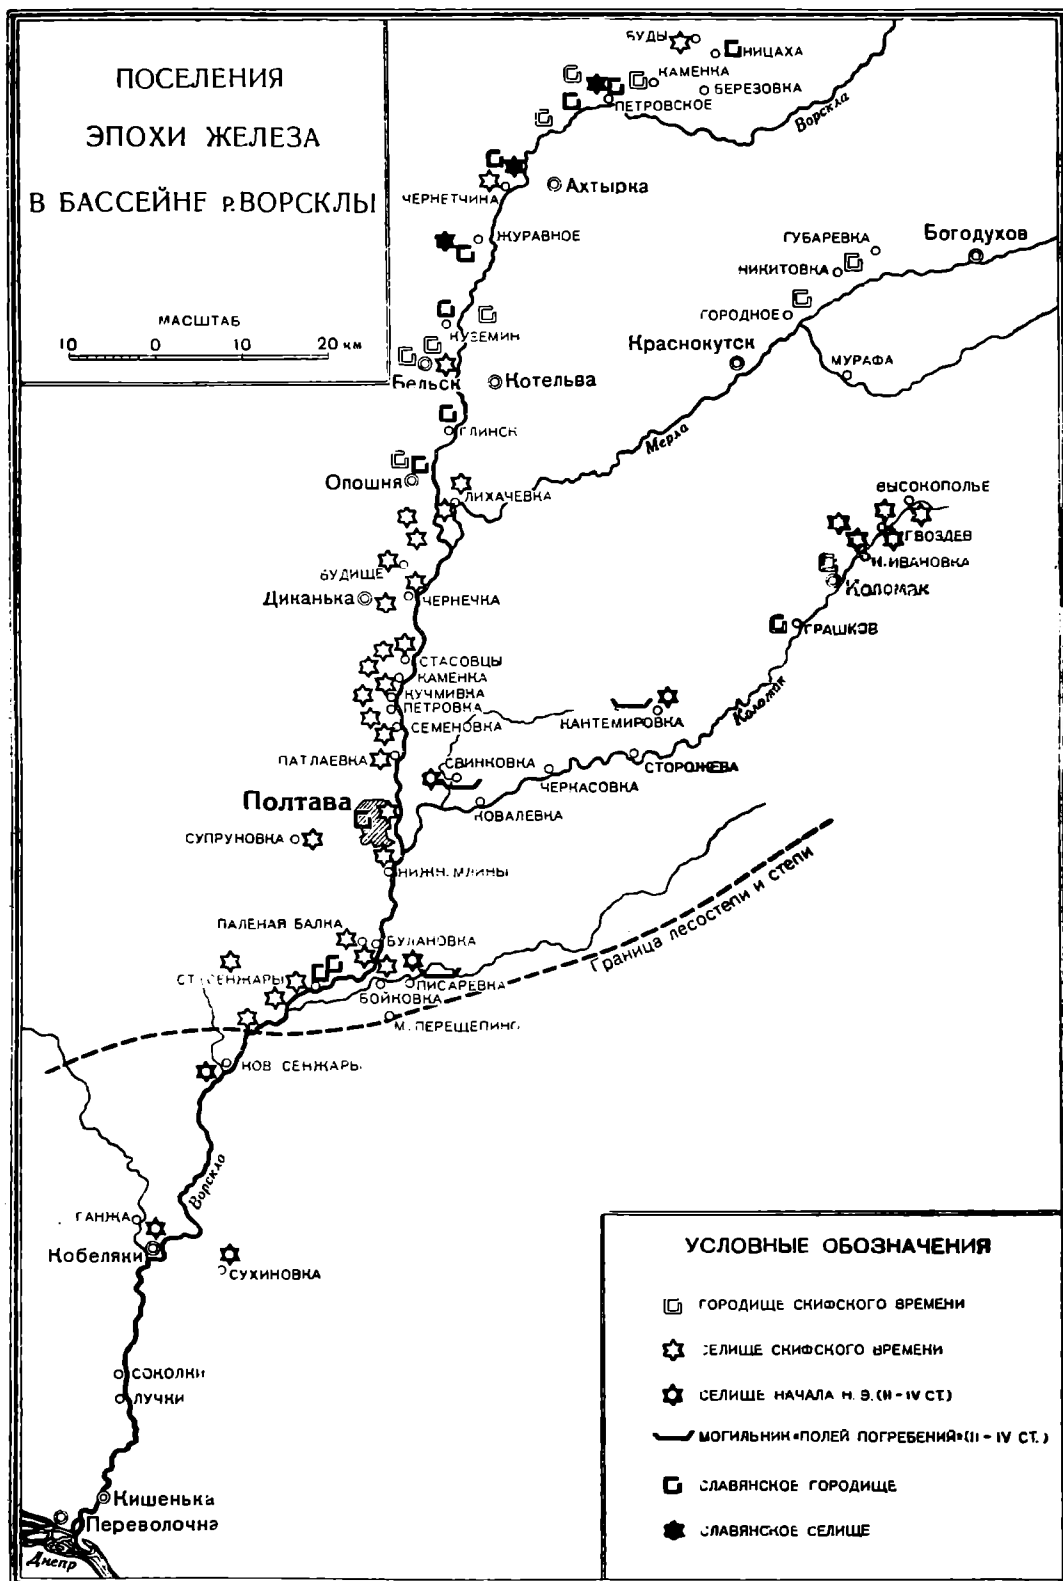 ПОСЕЛЕНИЯ
ЭПОХИ ЖЕЛЕЗА
В БАССЕЙНЕ Р. ВОРСКЛЫ
МАСШТАБ
10 0 10 20 км
БУДЫ
НИЦАХА
КАМЕНКА
БЕРЕЗОВКА
ПЕТРОВСКОЕ
Ворскла
ЧЕРНЕТЧИНА
Ахтырка
ЖУРАВНОЕ
ГУБАРЕВКА
Богодухов
НИКИТОВКА
ГОРОДНОЕ
КУЗЕМИН
Краснокутск
МУРАФА
Бельск
Котельва
ГЛИНСК
Мерла
Опошня
ЛИХАЧЕВКА
ВЫСОКОПОЛЬЕ
ГВОЗДЕВ
Н. ИВАНОВКА
БУДИЩЕ
Коломак
Диканька
ЧЕРНЕЧКА
ГРАШКОВ
СТАСОВЦЫ
КАМЕНКА
КУЧМИВКА
ПЕТРОВКА
Коломак
КАНТЕМИРОВКА
СЕМЕНОВКА
ПАТЛАЕВКА
СВИНКОВКА
СТОРОЖЕВА
ЧЕРКАСОВКА
Полтава
КОВАЛЕВКА
СУПРУНОВКА
НИЖН. МЛИНЫ
Граница лесостепи и степи
ПАЛЕНАЯ БАЛКА
БУЛАНОВКА
СТ. СЕНЖАРЫ
БОЙКОВКА
ПИСАРЕВКА
М. ПЕРЕЩЕПИНО
НОВ СЕНЖАРЫ
Ворскла
ГАНЖА
Кобеляки
СУХИНОВКА
СОКОЛКИ
ЛУЧКИ
Кишенька
Переволочна
Днепр
УСЛОВНЫЕ ОБОЗНАЧЕНИЯ
ГОРОДИЩЕ СКИФСКОГО ВРЕМЕНИ
СЕЛИЩЕ СКИФСКОГО ВРЕМЕНИ
СЕЛИЩЕ НАЧАЛА Н. Э. (II - IV СТ.)
МОГИЛЬНИК «ПОЛЕЙ ПОГРЕБЕНИЙ» (II - IV СТ.)
СЛАВЯНСКОЕ ГОРОДИЩЕ
СЛАВЯНСКОЕ СЕЛИЩЕ